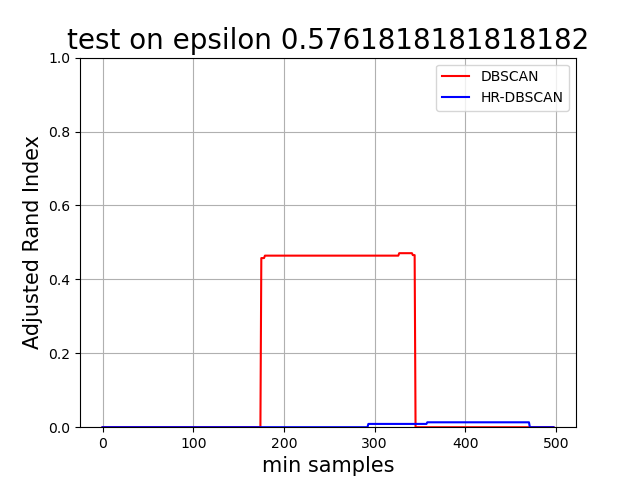 test on epsilon 0.5761818181818182
DBSCAN
HR-DBSCAN
Adjusted Rand Index
1.0
0.8
0.6
0.4
0.2
0.0
0 100 200 300 400 500
min samples